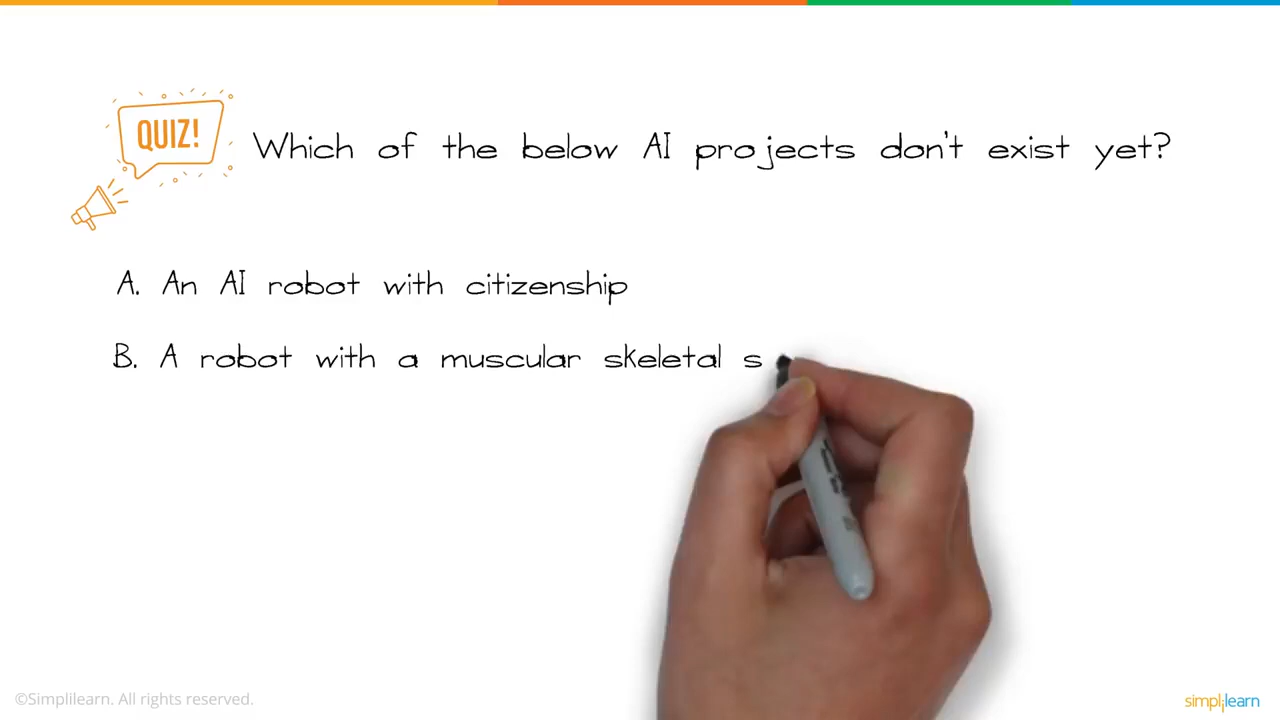 QUIZ!
Which of the below AI projects don't exist yet?
A. An AI robot with citizenship
B. A robot with a muscular skeletal s
©Simplilearn. All rights reserved.
simplilearn